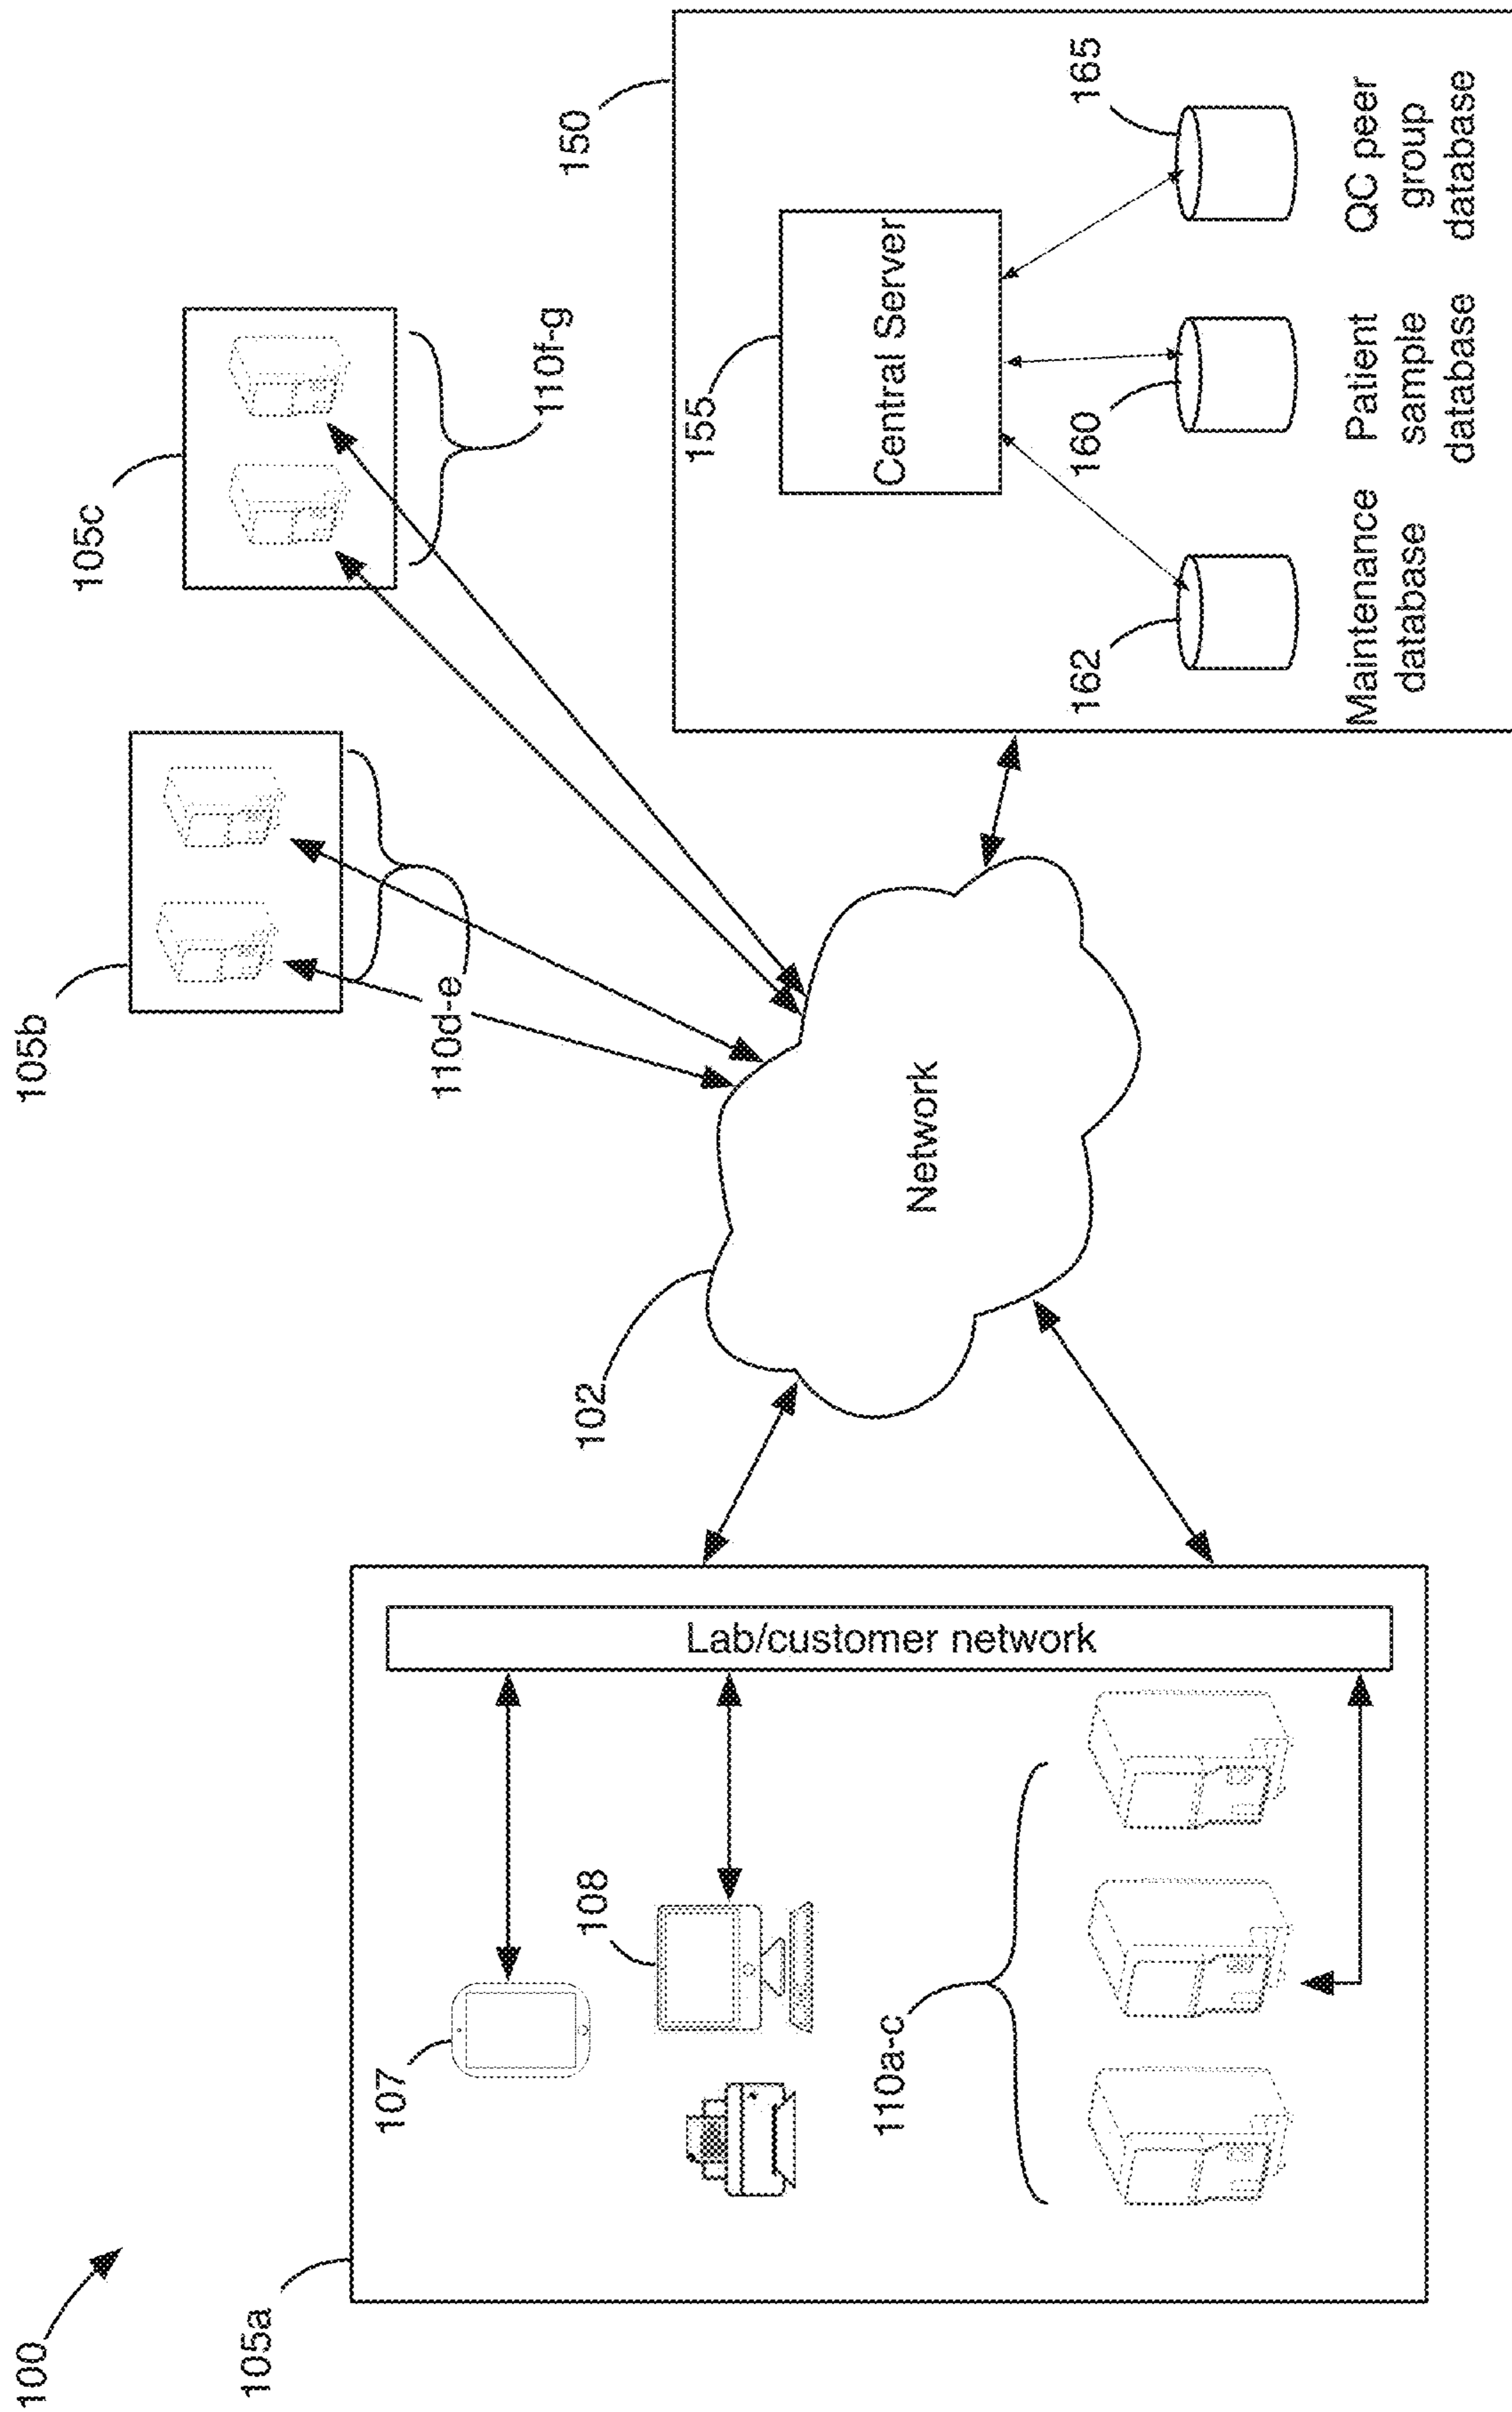 100
105a
107
108
110a-c
Lab/customer network
102
Network
105b
110d-e
105c
110f-g
150
155
Central Server
162
160
165
Maintenance
database
Patient
sample
database
QC peer
group
database